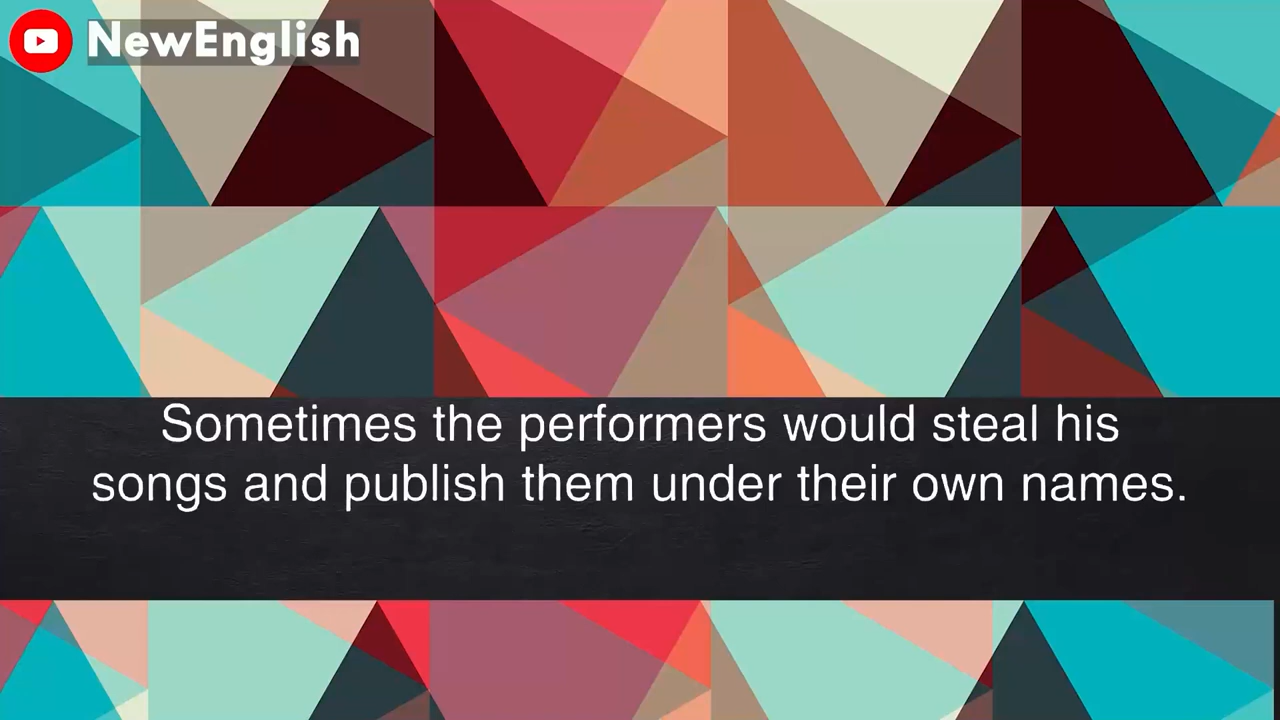 NewEnglish
Sometimes the performers would steal his
songs and publish them under their own names.